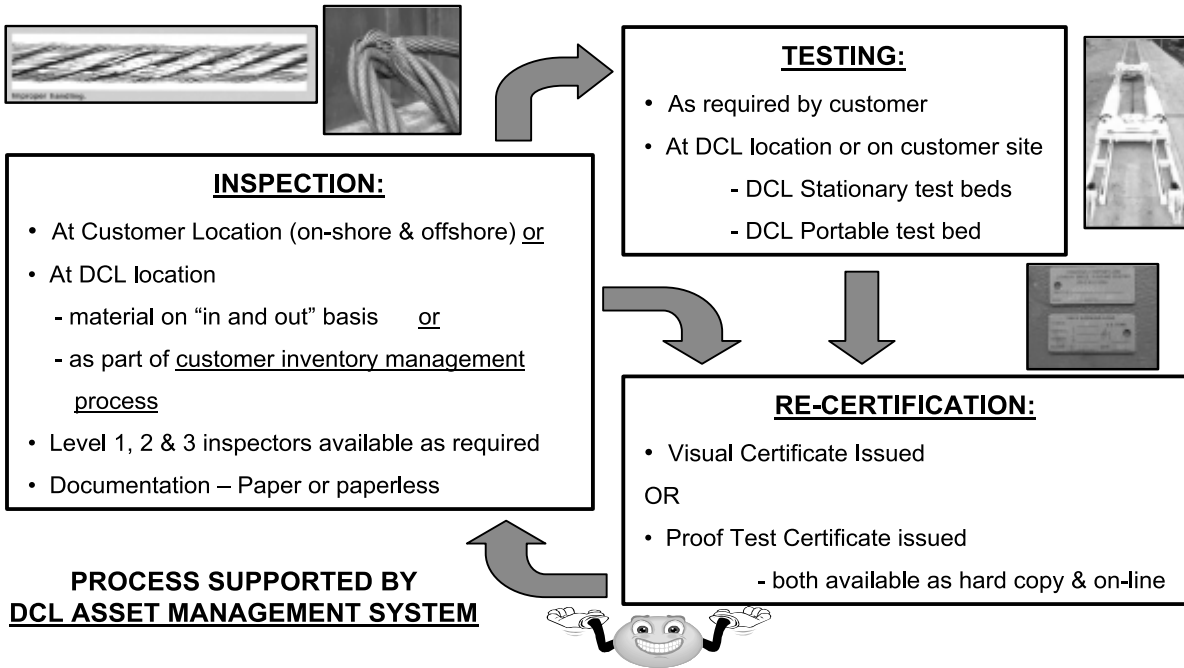 Improper handling.
INSPECTION:
• At Customer Location (on-shore & offshore) or
• At DCL location
- material on “in and out” basis or
- as part of customer inventory management
process
• Level 1, 2 & 3 inspectors available as required
• Documentation – Paper or paperless
TESTING:
• As required by customer
• At DCL location or on customer site
- DCL Stationary test beds
- DCL Portable test bed
RE-CERTIFICATION:
• Visual Certificate Issued
OR
• Proof Test Certificate issued
- both available as hard copy & on-line
PROCESS SUPPORTED BY
DCL ASSET MANAGEMENT SYSTEM